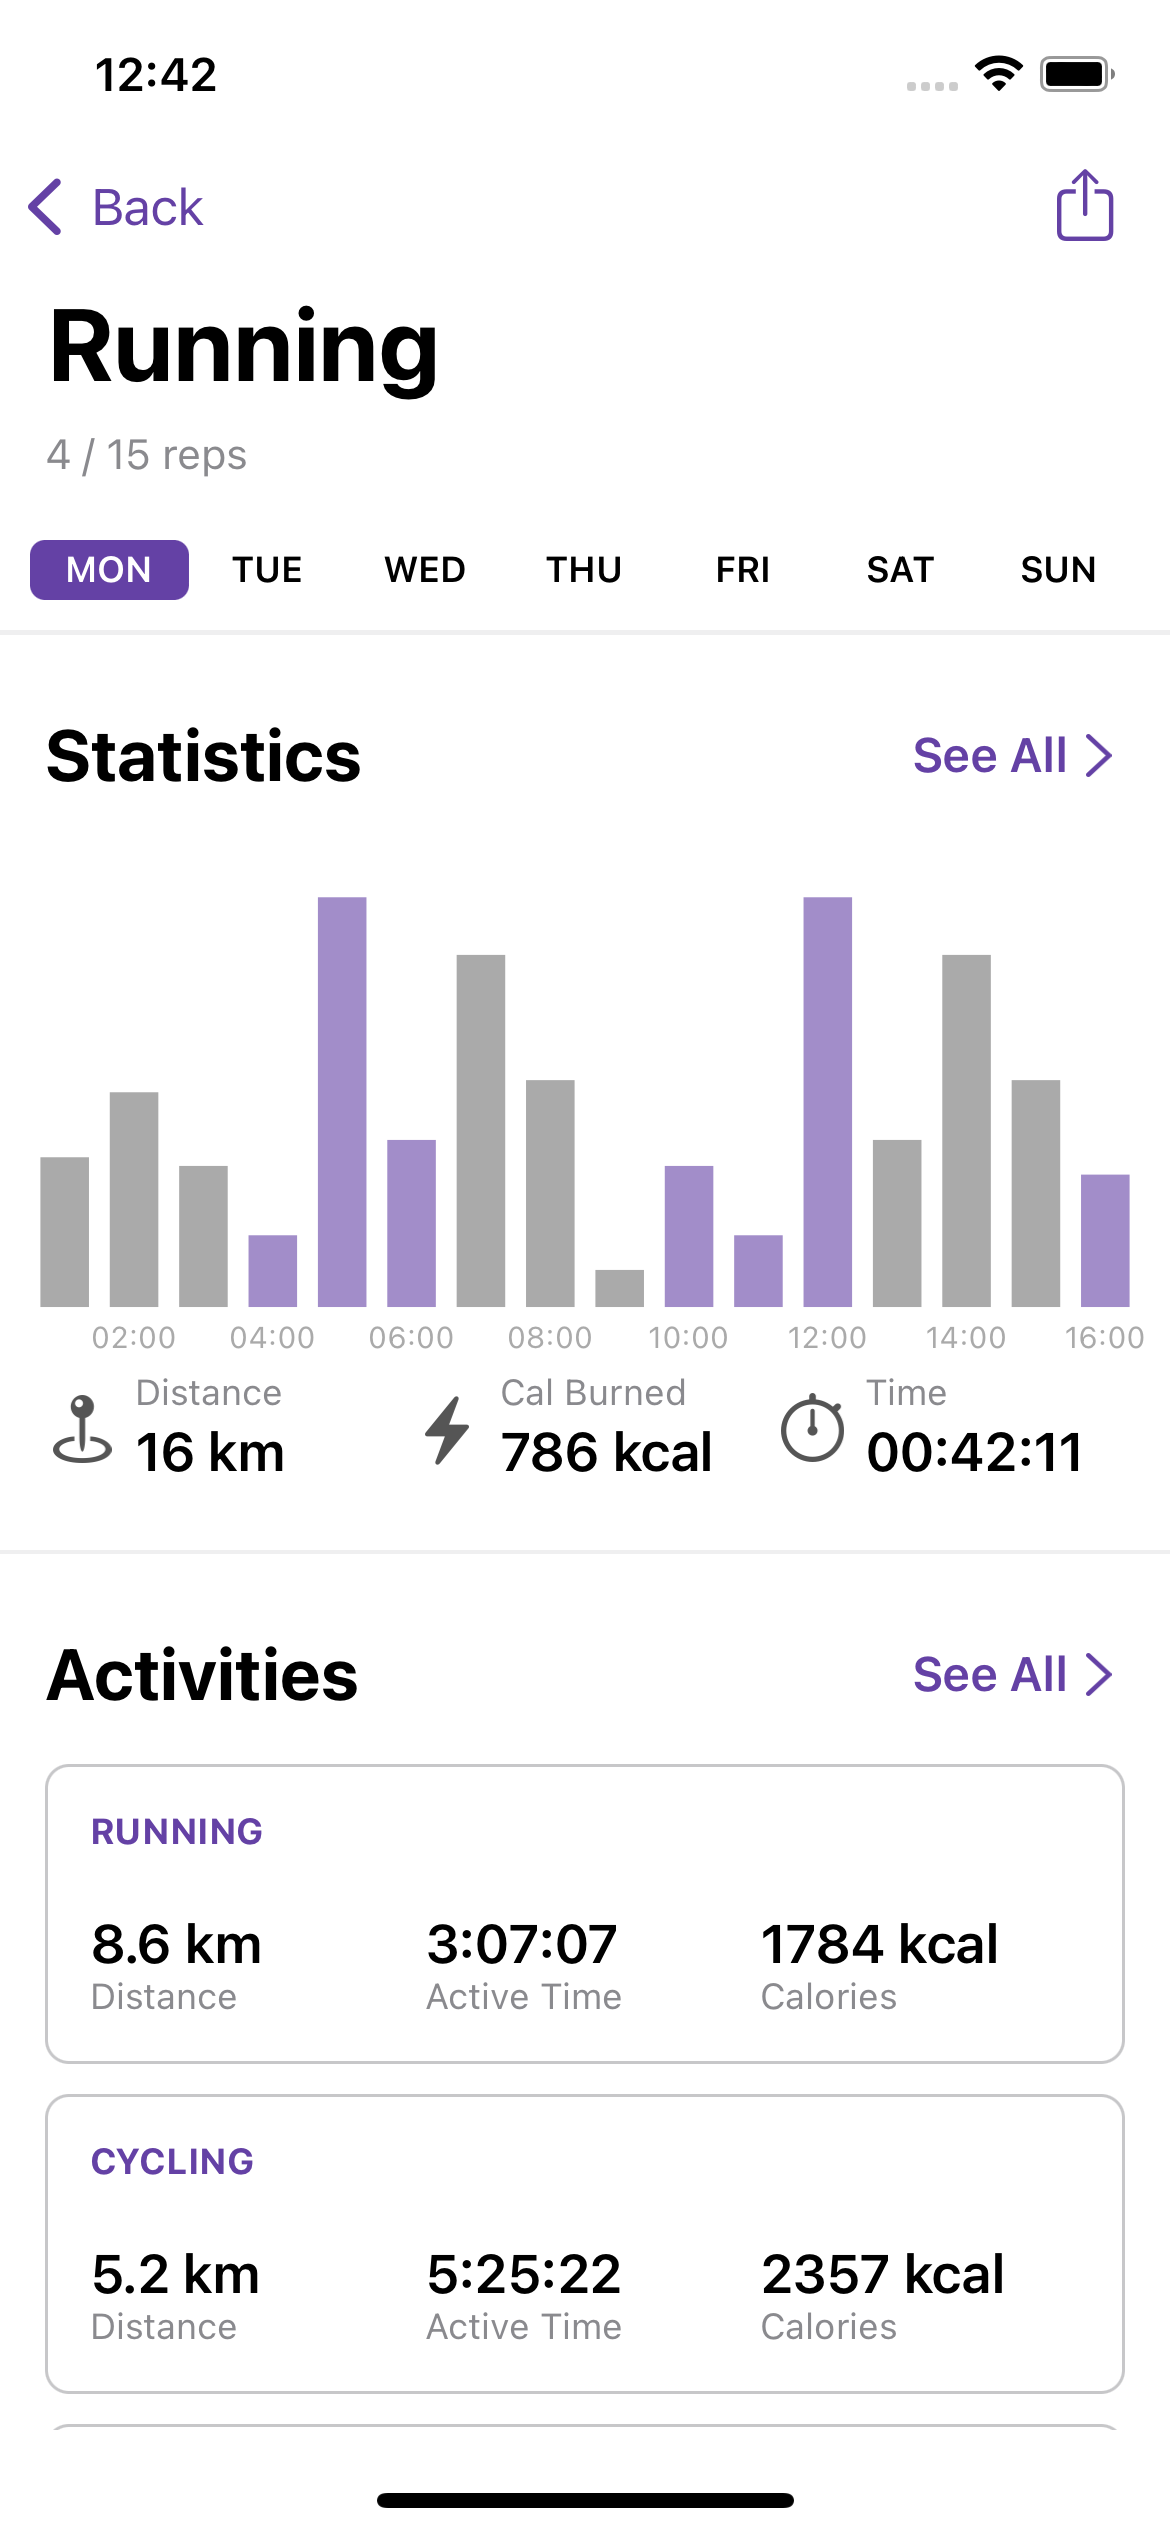 12:42
Back
Running
4 / 15 reps
MON TUE WED THU FRI SAT SUN
Statistics
See All
02:00 04:00 06:00 08:00 10:00 12:00 14:00 16:00
Distance
16 km
Cal Burned
786 kcal
Time
00:42:11
Activities
See All
RUNNING
8.6 km 3:07:07 1784 kcal
Distance Active Time Calories
CYCLING
5.2 km 5:25:22 2357 kcal
Distance Active Time Calories